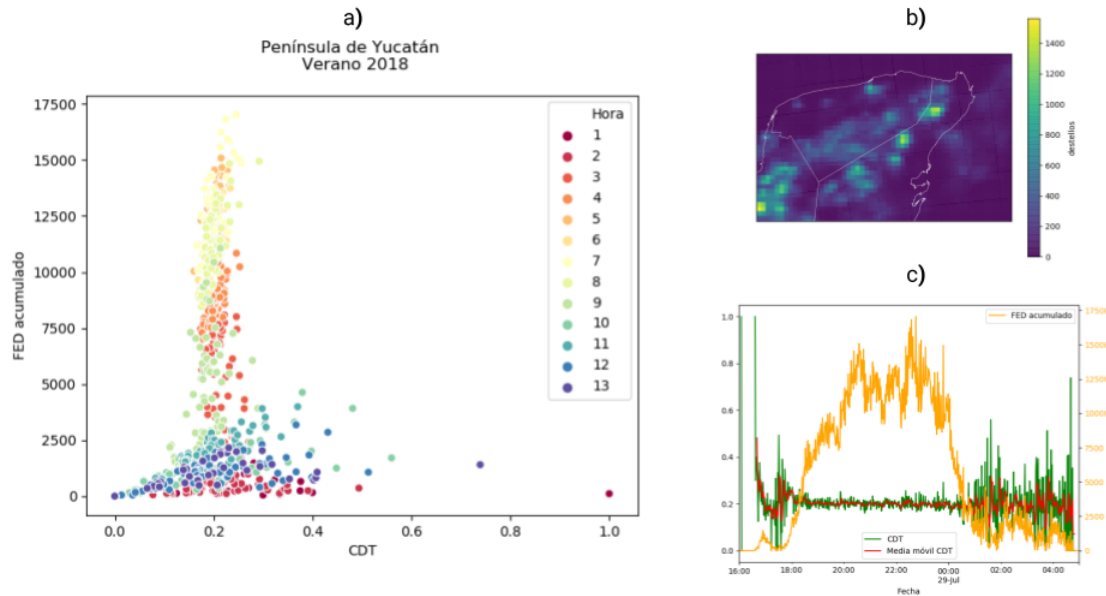 a)
Península de Yucatán
Verano 2018
17500
15000
12500
10000
7500
5000
2500
0
FED acumulado
0.0 0.2 0.4 0.6 0.8 1.0
CDT
Hora
1
2
3
4
5
6
7
8
9
10
11
12
13
b)
1400
1200
1000
800
600
400
200
0
destellos
c)
FED acumulado
1.0
0.8
0.6
0.4
0.2
0.0
17500
15000
12500
10000
7500
5000
2500
0
CDT
Media móvil CDT
16:00 18:00 20:00 22:00 00:00 02:00 04:00
29-Jul
Fecha